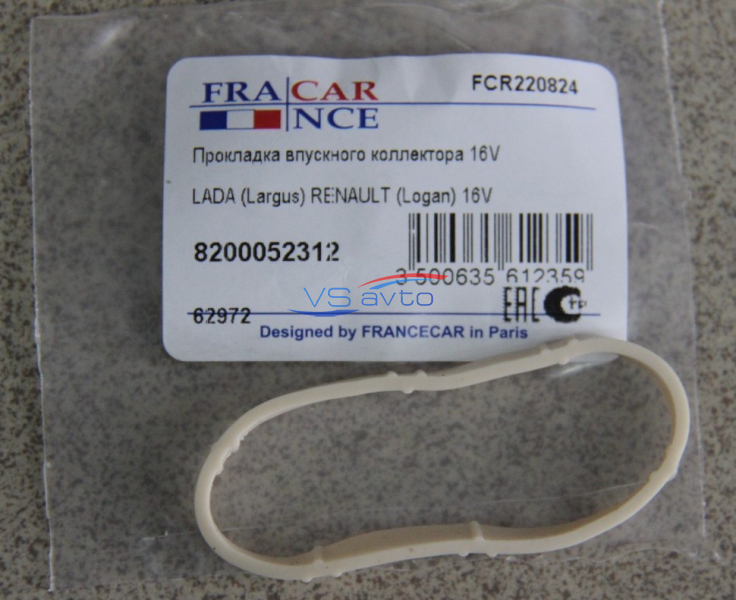 FRA CAR
NCE
FCR220824
Прокладка впускного коллектора 16V
LADA (Largus) RENAULT (Logan) 16V
8200052312
3 500635 612359
VS avto
EAC
62972
Designed by FRANCECAR in Paris